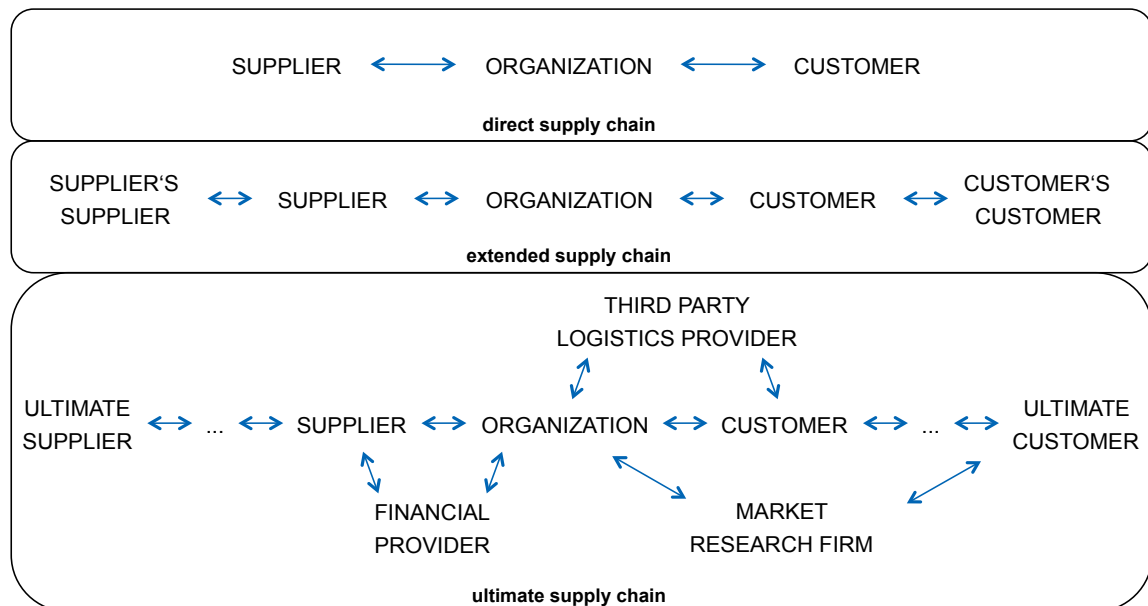 SUPPLIER ORGANIZATION CUSTOMER
direct supply chain
SUPPLIER‘S
SUPPLIER
SUPPLIER ORGANIZATION CUSTOMER
CUSTOMER‘S
CUSTOMER
extended supply chain
THIRD PARTY
LOGISTICS PROVIDER
ULTIMATE
SUPPLIER
... SUPPLIER ORGANIZATION CUSTOMER ...
ULTIMATE
CUSTOMER
FINANCIAL
PROVIDER
MARKET
RESEARCH FIRM
ultimate supply chain